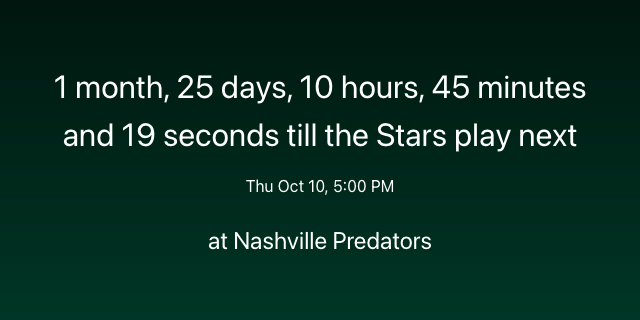 1 month, 25 days, 10 hours, 45 minutes
and 19 seconds till the Stars play next
Thu Oct 10, 5:00 PM
at Nashville Predators